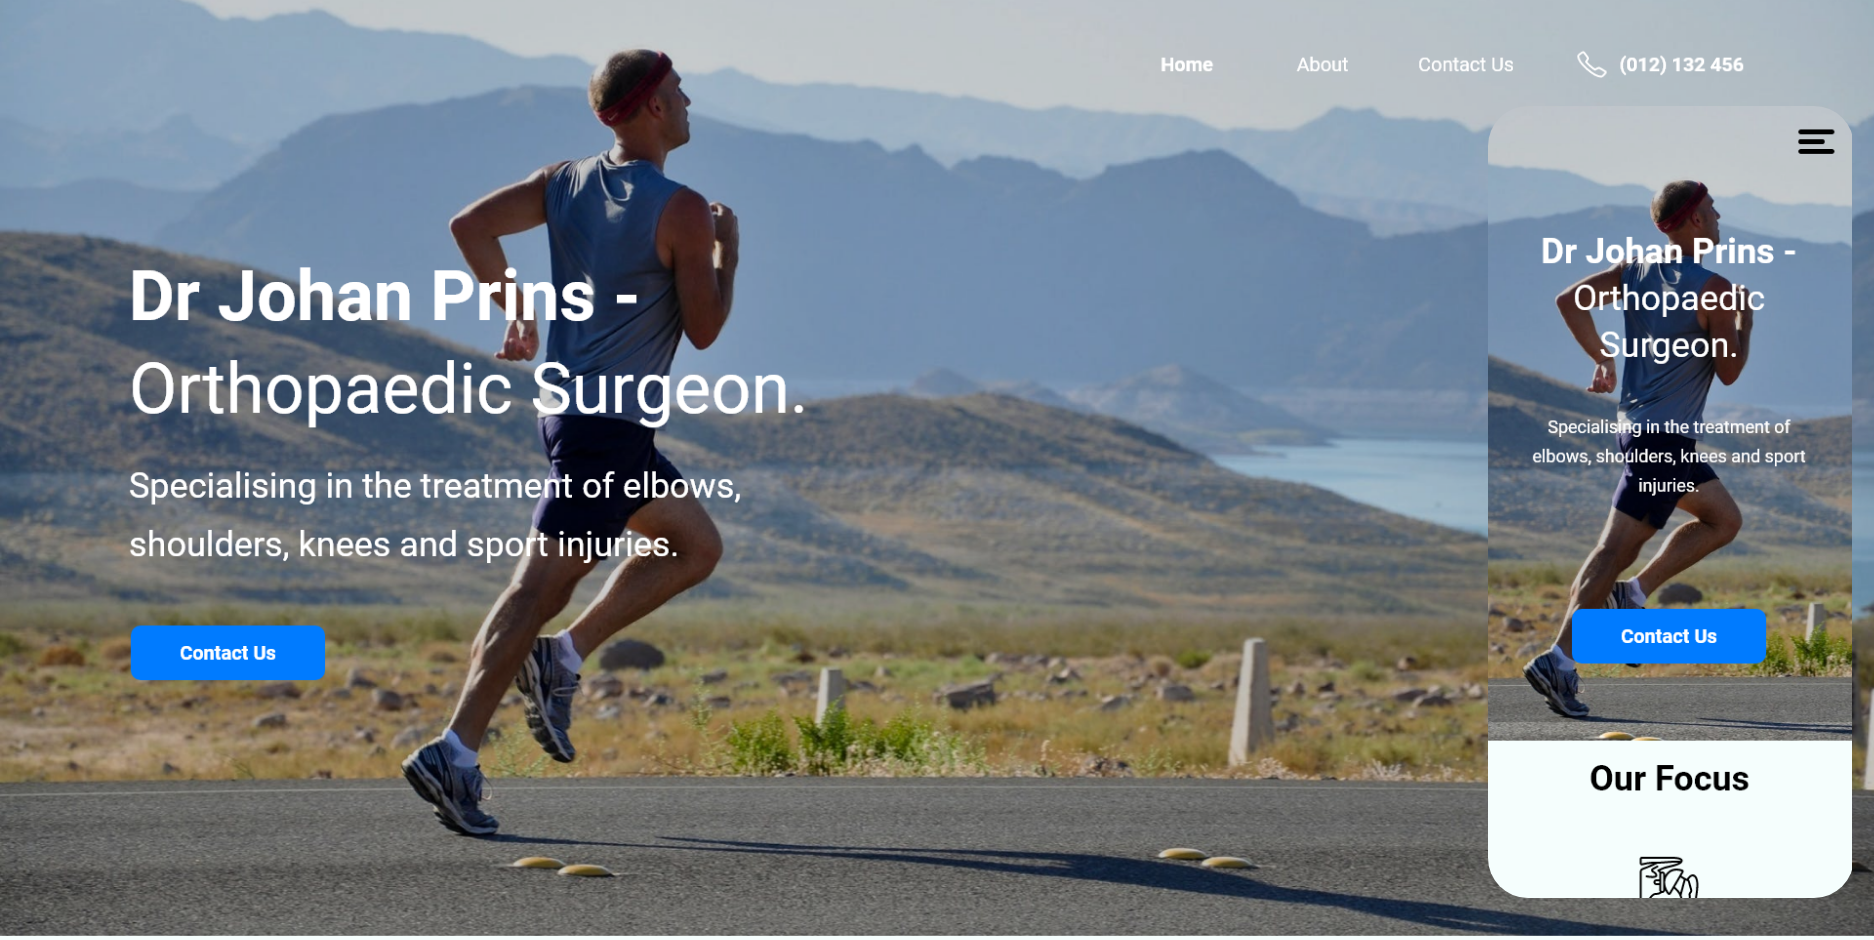 Home About Contact Us (012) 132 456
Dr Johan Prins -
Orthopaedic Surgeon.
Specialising in the treatment of elbows,
shoulders, knees and sport injuries.
Contact Us
Dr Johan Prins -
Orthopaedic
Surgeon.
Specialising in the treatment of
elbows, shoulders, knees and sport
injuries.
Contact Us
Our Focus